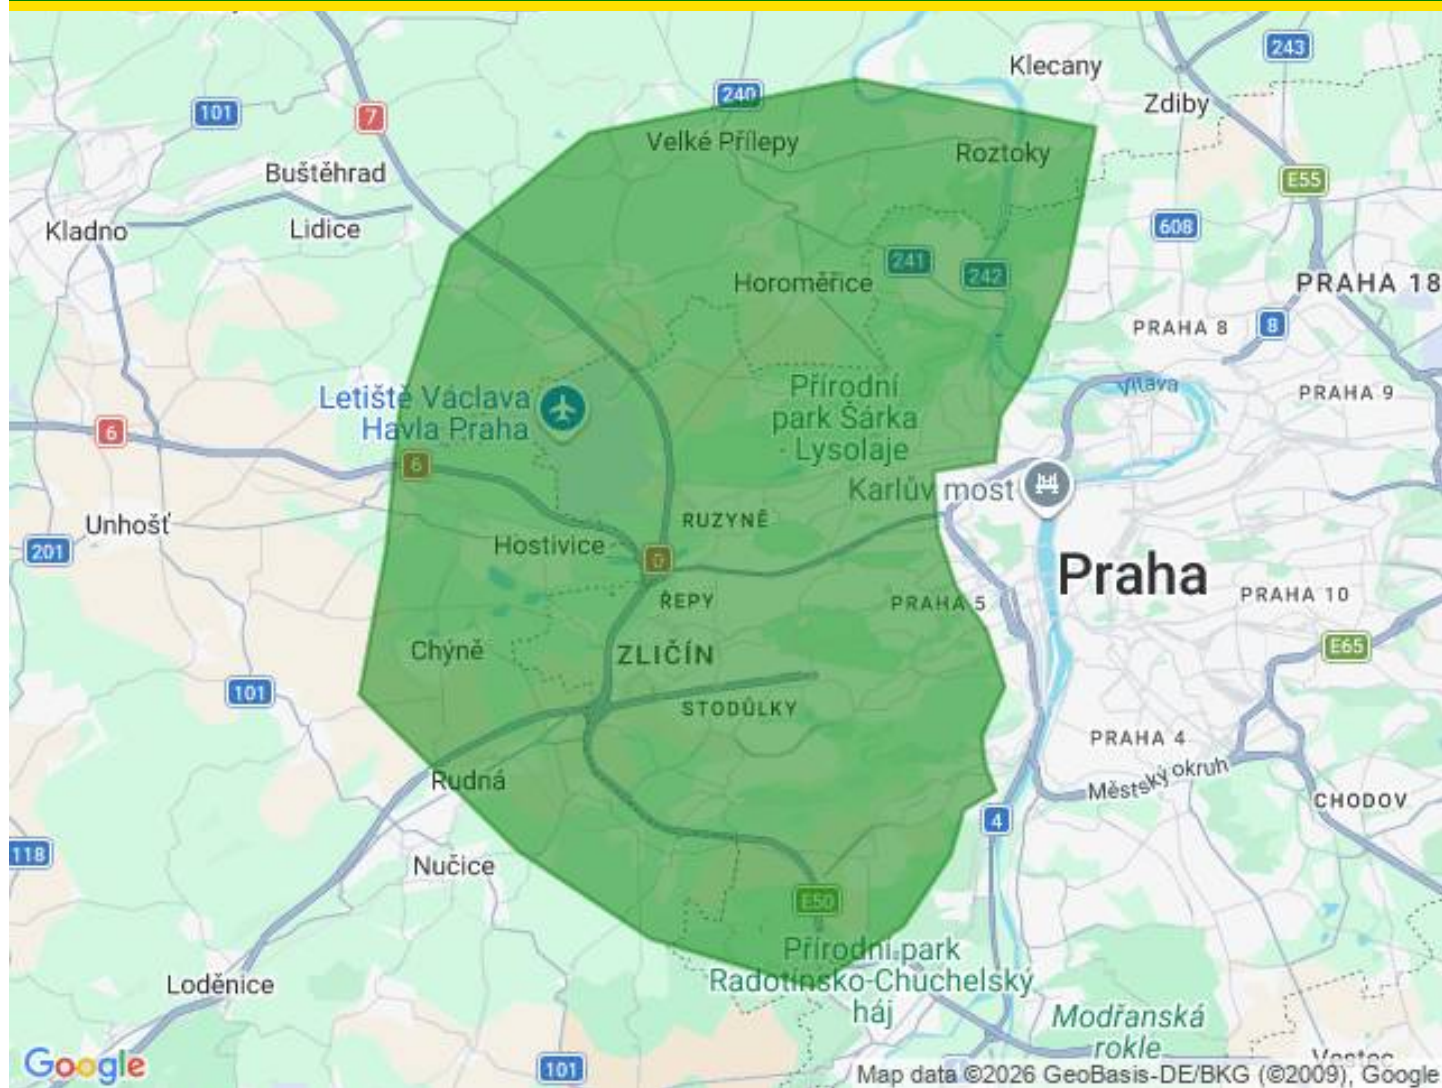 Klecany
243
240
Zdiby
101
7
Velké Přílepy
Roztoky
Buštěhrad
E55
Lidice
608
Kladno
241
242
Horoměřice
PRAHA 18
PRAHA 8
8
Přírodní
park Šárka
- Lysolaje
Vltava
PRAHA 9
Letiště Václava
Havla Praha
6
6
Karlův most
Unhošť
RUZYNĚ
201
Hostivice
0
Praha
ŘEPY
PRAHA 5
PRAHA 10
Chýně
ZLIČÍN
E65
101
STODŮLKY
PRAHA 4
Městský okruh
Rudná
CHODOV
4
118
Nučice
E50
Přírodní park
Radotínsko-Chuchelský
háj
Loděnice
Modřanská
rokle
Vestec
Google
101
Map data ©2026 GeoBasis-DE/BKG (©2009), Google